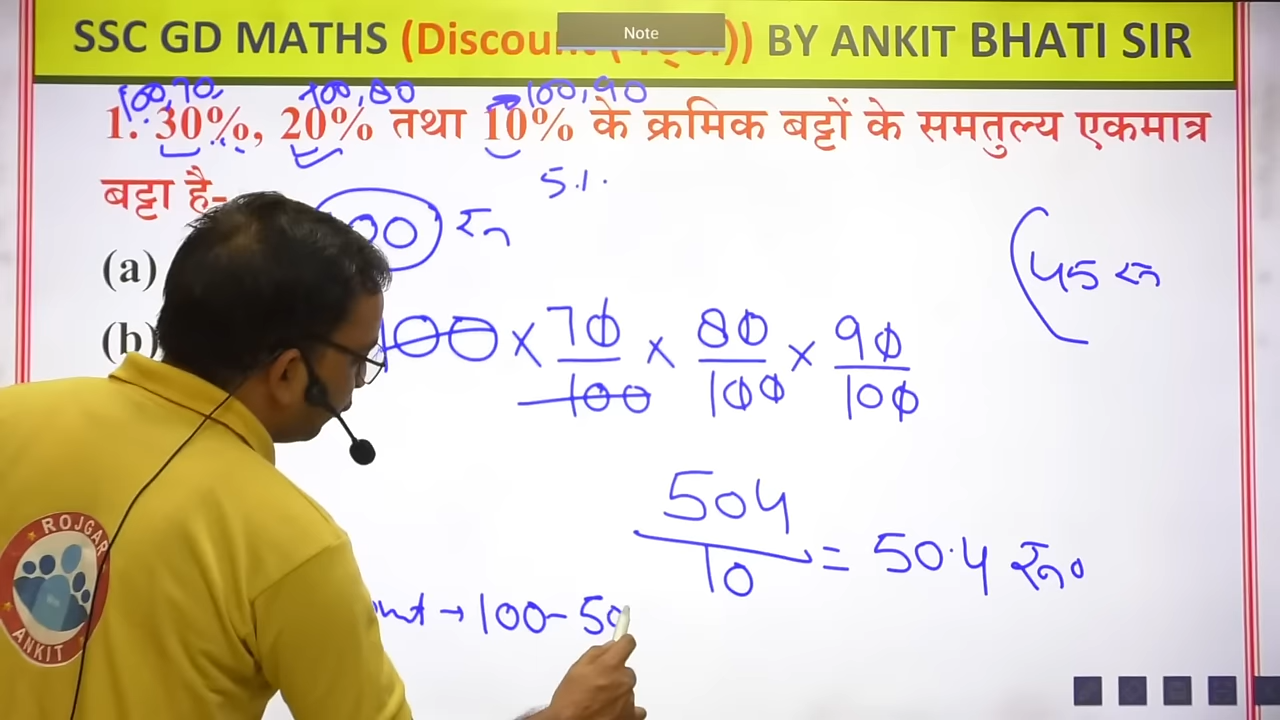 SSC GD MATHS (Discount )) BY ANKIT BHATI SIR
Note
100,70, 100,80 → 100,90
1. 30%, 20% तथा 10% के क्रमिक बट्टों के समतुल्य एकमात्र
बट्टा है-
5%
00 रु
45 रु
(a)
(b)
100 × 70/100 × 80/100 × 90/100
504/10 = 50.4 रु०
→ 100 - 50
ROJGAR
ANKIT